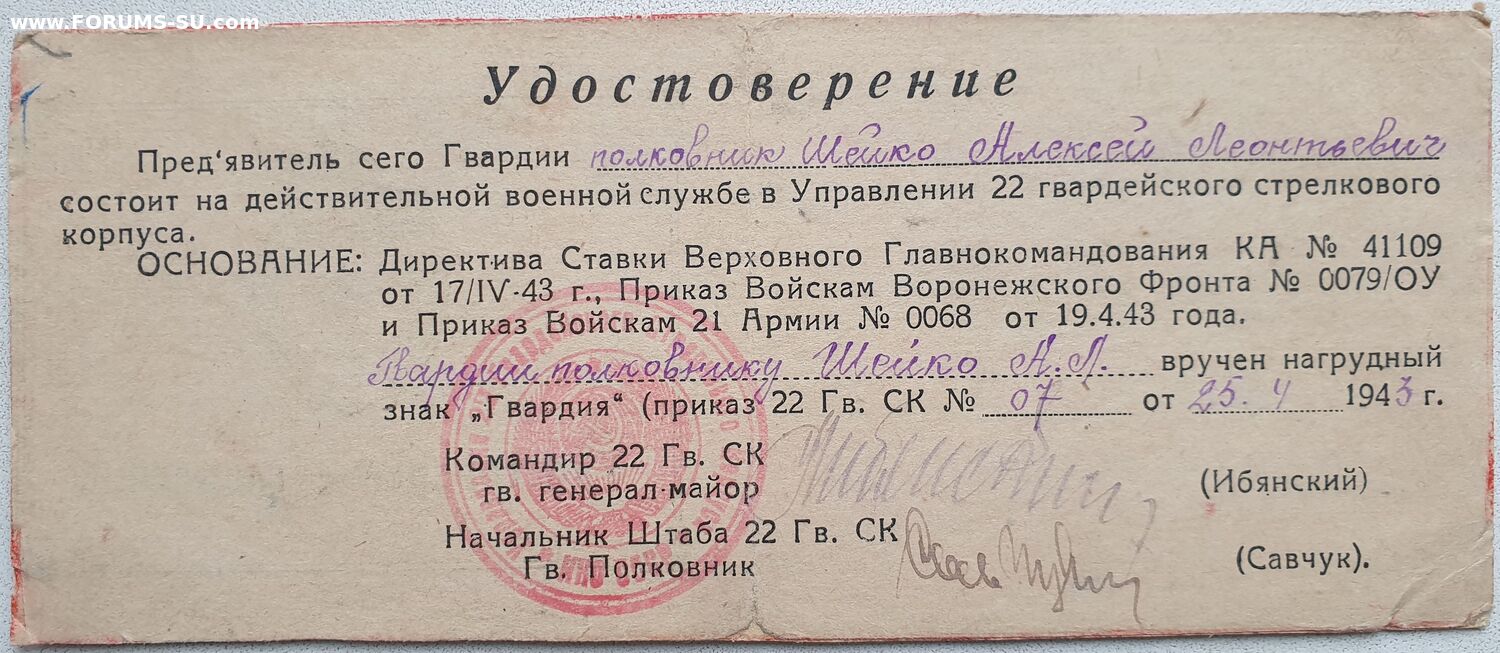 www.FORUMS-SU.com
Удостоверение
Пред‘явитель сего Гвардии полковник Шейко Алексей Леонтьевич
состоит на действительной военной службе в Управлении 22 гвардейского стрелкового
корпуса.
ОСНОВАНИЕ: Директива Ставки Верховного Главнокомандования КА № 41109
от 17/IV-43 г., Приказ Войскам Воронежского Фронта № 0079/ОУ
и Приказ Войскам 21 Армии № 0068 от 19.4.43 года.
Гвардии полковнику Шейко А.Л. вручен нагрудный
знак „Гвардия“ (приказ 22 Гв. СК № 07 от 25.4 1943 г.
Командир 22 Гв. СК
гв. генерал-майор (Ибянский)
Начальник Штаба 22 Гв. СК
Гв. Полковник (Савчук).